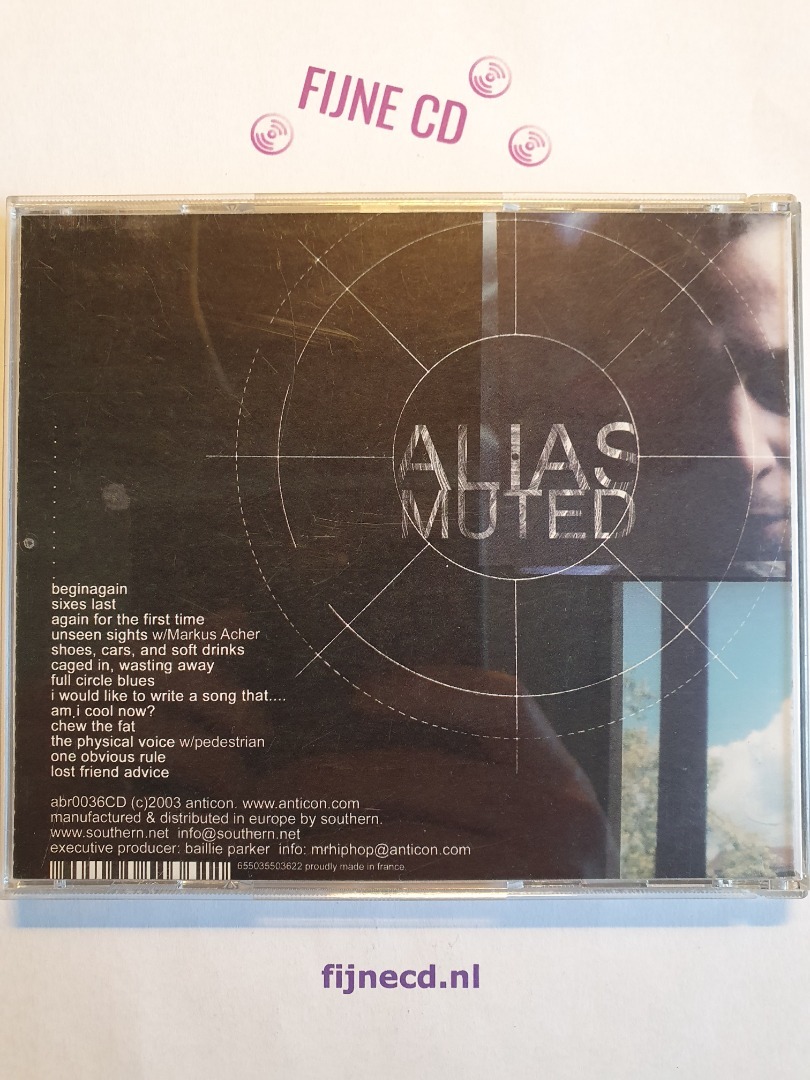 FIJNE CD
ALIAS
MUTED
beginagain
sixes last
again for the first time
unseen sights w/Markus Acher
shoes, cars, and soft drinks
caged in, wasting away
full circle blues
i would like to write a song that....
am i cool now?
chew the fat
the physical voice w/pedestrian
one obvious rule
lost friend advice
abr0036CD (c)2003 anticon. www.anticon.com
manufactured & distributed in europe by southern.
www.southern.net info@southern.net
executive producer: baillie parker info: mrhiphop@anticon.com
655035503622 proudly made in france.
fijnecd.nl